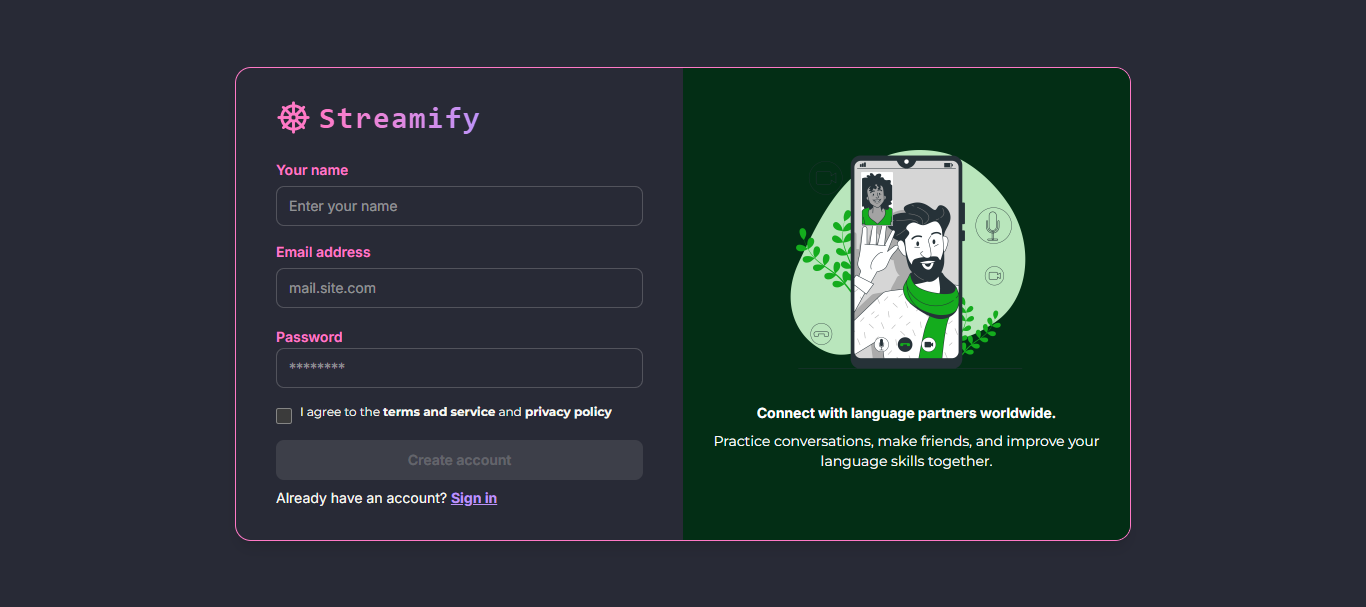 Streamify
Your name
Enter your name
Email address
mail.site.com
Password
********
I agree to the terms and service and privacy policy
Create account
Already have an account? Sign in
Connect with language partners worldwide.
Practice conversations, make friends, and improve your
language skills together.